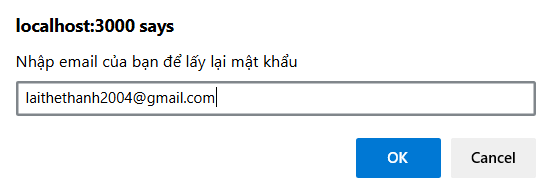 localhost:3000 says
Nhập email của bạn để lấy lại mật khẩu
laithethanh2004@gmail.com
OK Cancel